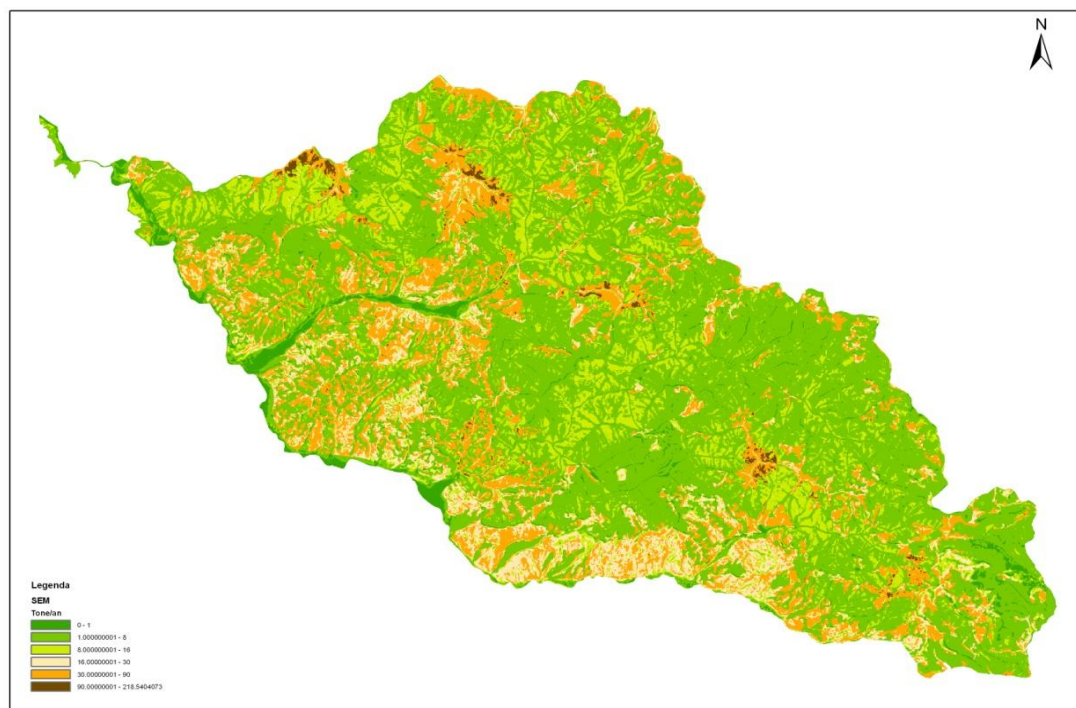 N
Legenda
SEM
Tone/an
0 - 1
1.000000001 - 8
8.000000001 - 16
16.00000001 - 30
30.00000001 - 90
90.00000001 - 218.5404073